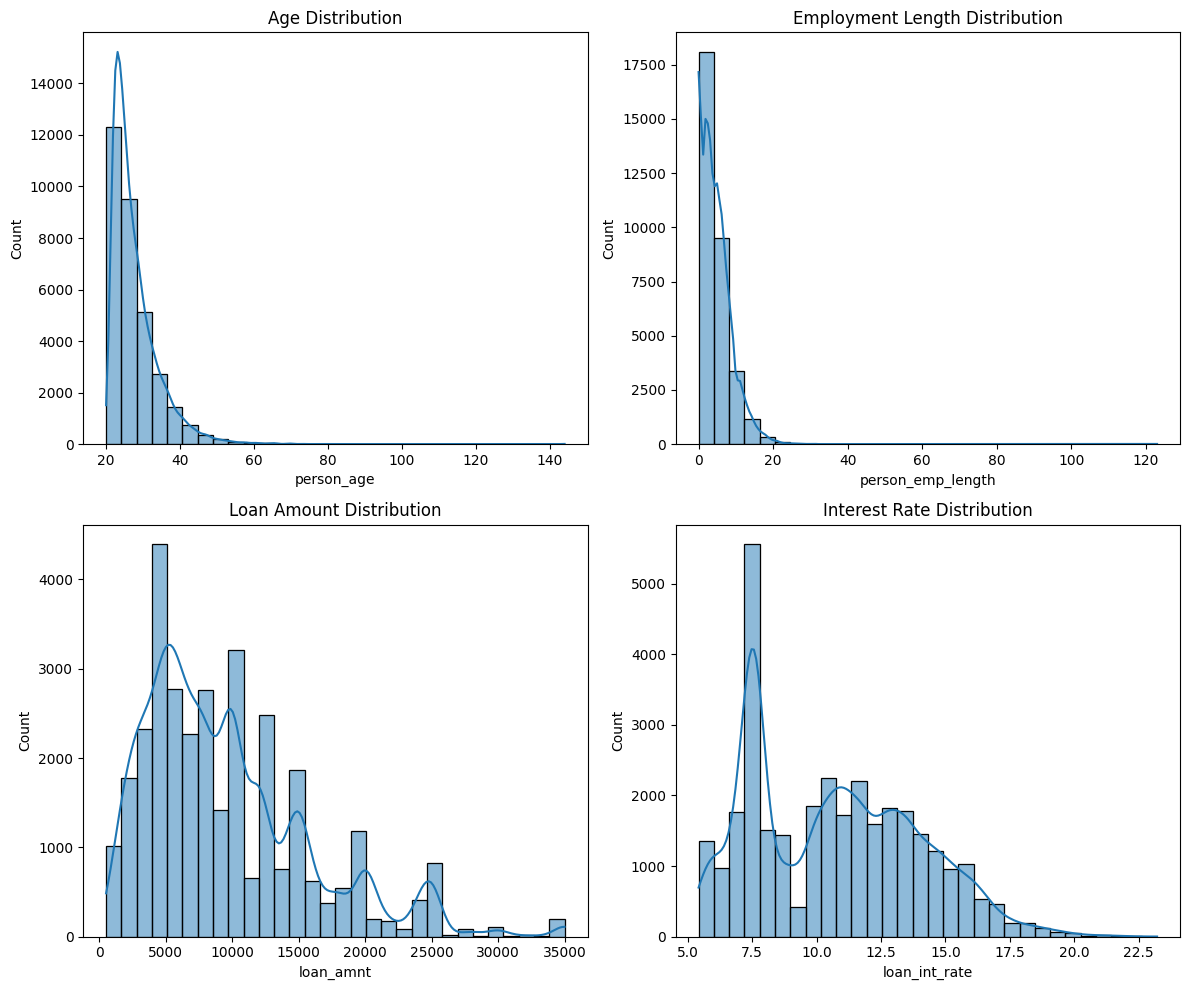 Age Distribution
Count
14000
12000
10000
8000
6000
4000
2000
0
20 40 60 80 100 120 140
person_age
Employment Length Distribution
Count
17500
15000
12500
10000
7500
5000
2500
0
0 20 40 60 80 100 120
person_emp_length
Loan Amount Distribution
Count
4000
3000
2000
1000
0
0 5000 10000 15000 20000 25000 30000 35000
loan_amnt
Interest Rate Distribution
Count
5000
4000
3000
2000
1000
0
5.0 7.5 10.0 12.5 15.0 17.5 20.0 22.5
loan_int_rate